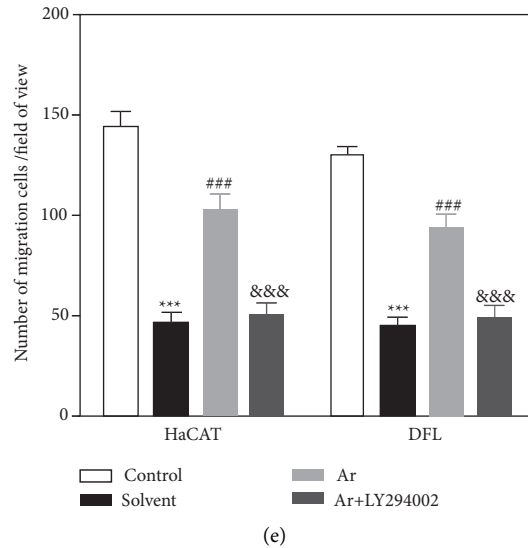 200
150
100
50
0
Number of migration cells /field of view
***
###
&&&
***
###
&&&
HaCAT
DFL
Control
Ar
Solvent
Ar+LY294002
(e)